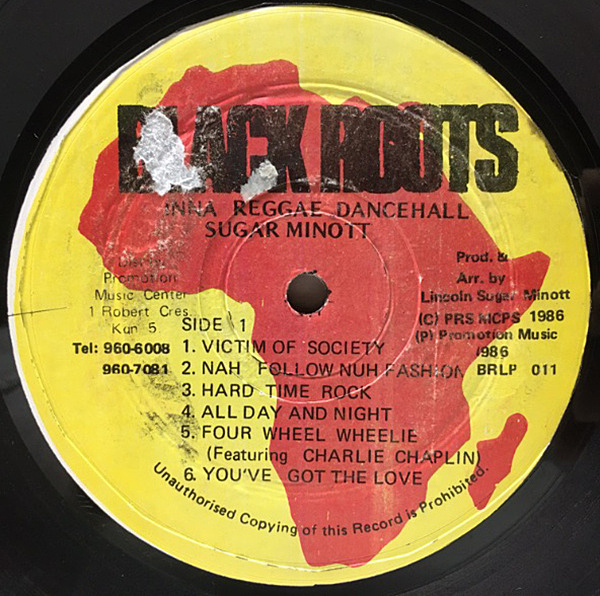 BLACK ROOTS
INNA REGGAE DANCEHALL
SUGAR MINOTT
Dist. by
Promotion
Music Center
1 Robert Cres.
Kgn 5
Tel: 960-6008
960-7081
Prod. &
Arr. by
Lincoln Sugar Minott
(C) PRS MCPS 1986
(P) Promotion Music
1986
BRLP 011
SIDE 1
1. VICTIM OF SOCIETY
2. NAH FOLLOW NUH FASHION
3. HARD TIME ROCK
4. ALL DAY AND NIGHT
5. FOUR WHEEL WHEELIE
(Featuring CHARLIE CHAPLIN)
6. YOU'VE GOT THE LOVE
Unauthorised Copying of this Record is Prohibited.